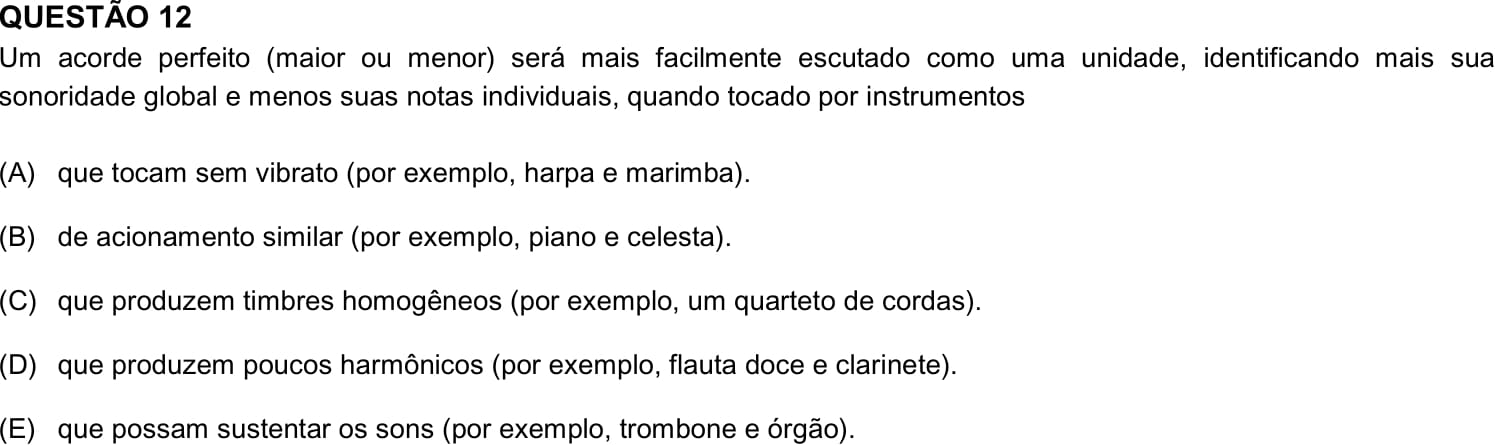 QUESTÃO 12
Um acorde perfeito (maior ou menor) será mais facilmente escutado como uma unidade, identificando mais sua
sonoridade global e menos suas notas individuais, quando tocado por instrumentos
(A) que tocam sem vibrato (por exemplo, harpa e marimba).
(B) de acionamento similar (por exemplo, piano e celesta).
(C) que produzem timbres homogêneos (por exemplo, um quarteto de cordas).
(D) que produzem poucos harmônicos (por exemplo, flauta doce e clarinete).
(E) que possam sustentar os sons (por exemplo, trombone e órgão).